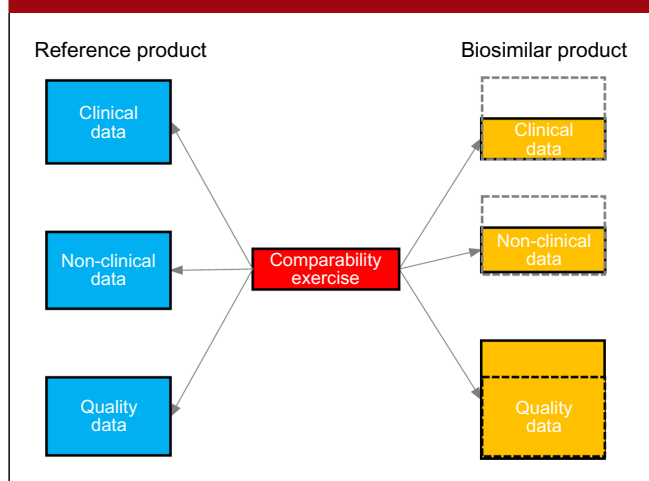 Reference product
Biosimilar product
Clinical
data
Clinical
data
Non-clinical
data
Comparability
exercise
Non-clinical
data
Quality
data
Quality
data